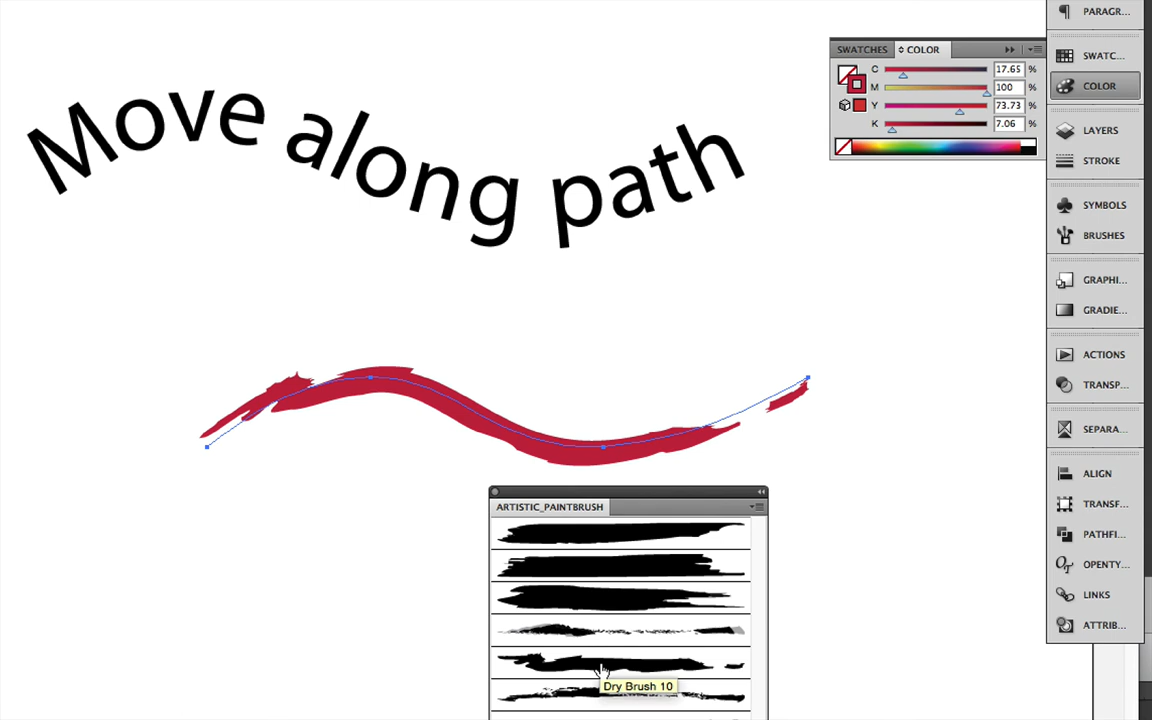 PARAGR...
Move along path
SWATCHES
COLOR
C 17.65 %
M 100 %
Y 73.73 %
K 7.06 %
SWATC...
COLOR
LAYERS
STROKE
SYMBOLS
BRUSHES
GRAPHI...
GRADIE...
ACTIONS
TRANSP...
SEPARA...
ALIGN
TRANSF...
PATHFI...
OPENTY...
LINKS
ATTRIB...
ARTISTIC_PAINTBRUSH
Dry Brush 10